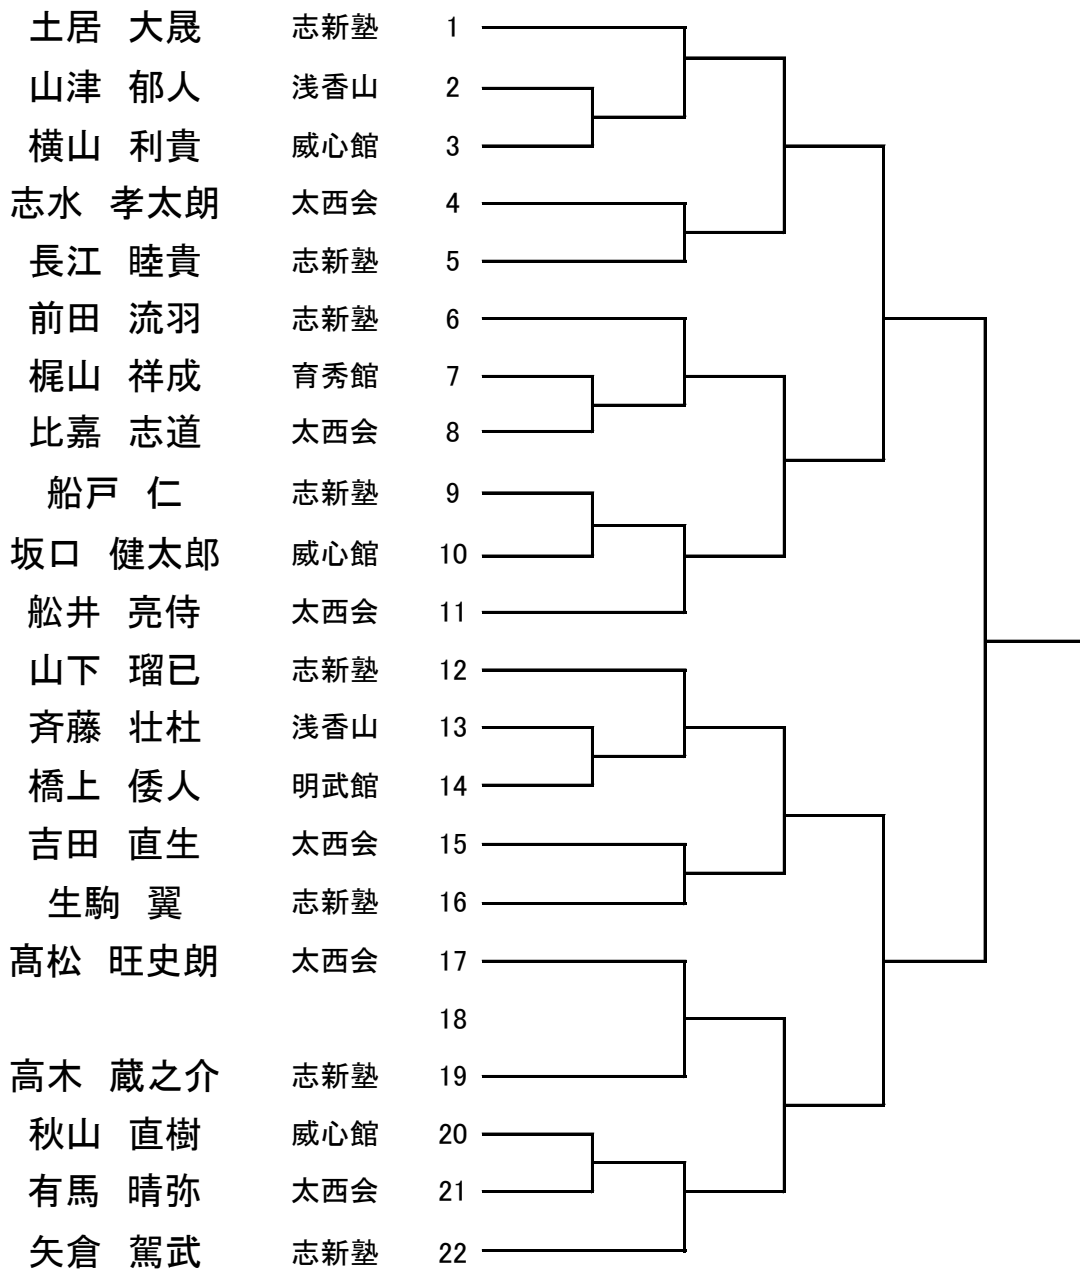 土居 大晟 志新塾 1
山津 郁人 浅香山 2
横山 利貴 威心館 3
志水 孝太朗 太西会 4
長江 睦貴 志新塾 5
前田 流羽 志新塾 6
梶山 祥成 育秀館 7
比嘉 志道 太西会 8
船戸 仁 志新塾 9
坂口 健太郎 威心館 10
舩井 亮侍 太西会 11
山下 瑠已 志新塾 12
斉藤 壮杜 浅香山 13
橋上 倭人 明武館 14
吉田 直生 太西会 15
生駒 翼 志新塾 16
髙松 旺史朗 太西会 17
18
高木 蔵之介 志新塾 19
秋山 直樹 威心館 20
有馬 晴弥 太西会 21
矢倉 駕武 志新塾 22